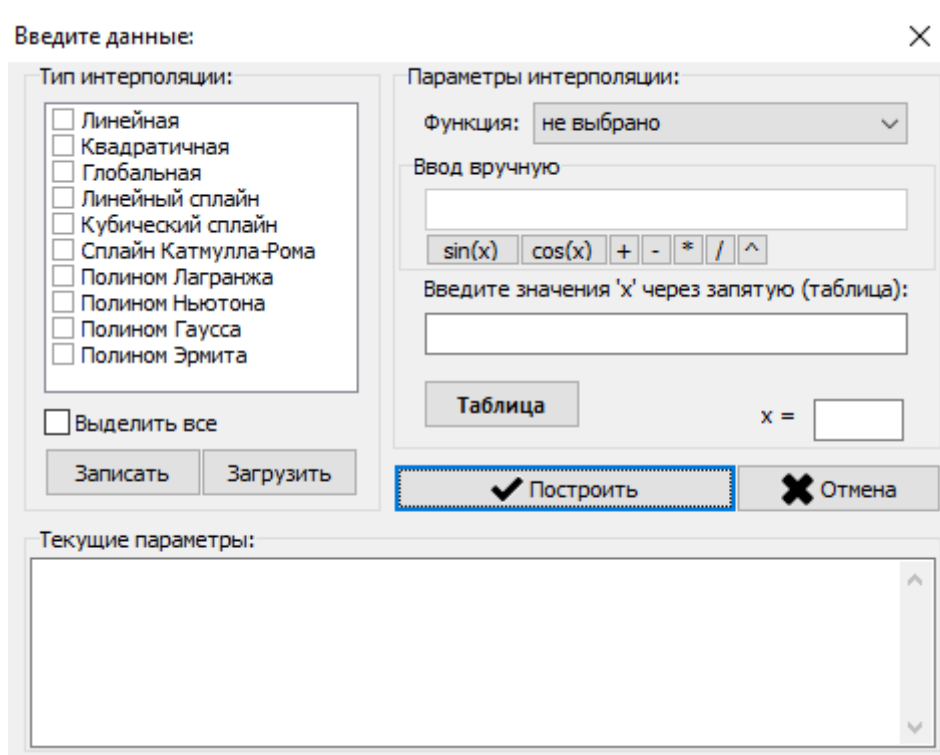 Введите данные:
Тип интерполяции:
Линейная
Квадратичная
Глобальная
Линейный сплайн
Кубический сплайн
Сплайн Катмулла-Рома
Полином Лагранжа
Полином Ньютона
Полином Гаусса
Полином Эрмита
Выделить все
Записать Загрузить
Параметры интерполяции:
Функция: не выбрано
Ввод вручную
sin(x) cos(x) + - * / ^
Введите значения 'x' через запятую (таблица):
Таблица x =
Построить Отмена
Текущие параметры: